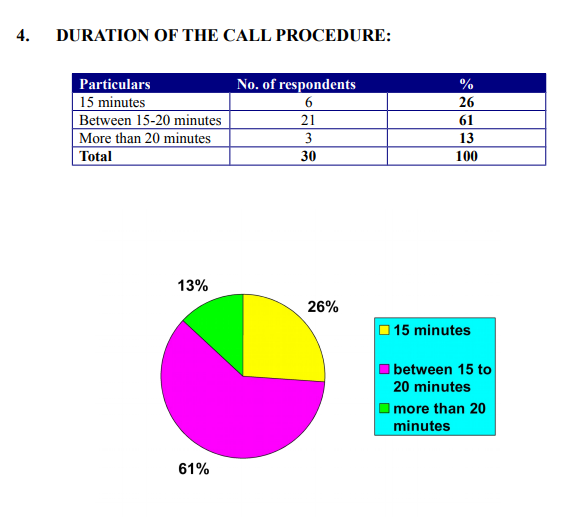 4. DURATION OF THE CALL PROCEDURE:
Particulars No. of respondents %
15 minutes 6 26
Between 15-20 minutes 21 61
More than 20 minutes 3 13
Total 30 100
13%
26%
15 minutes
between 15 to
20 minutes
more than 20
minutes
61%